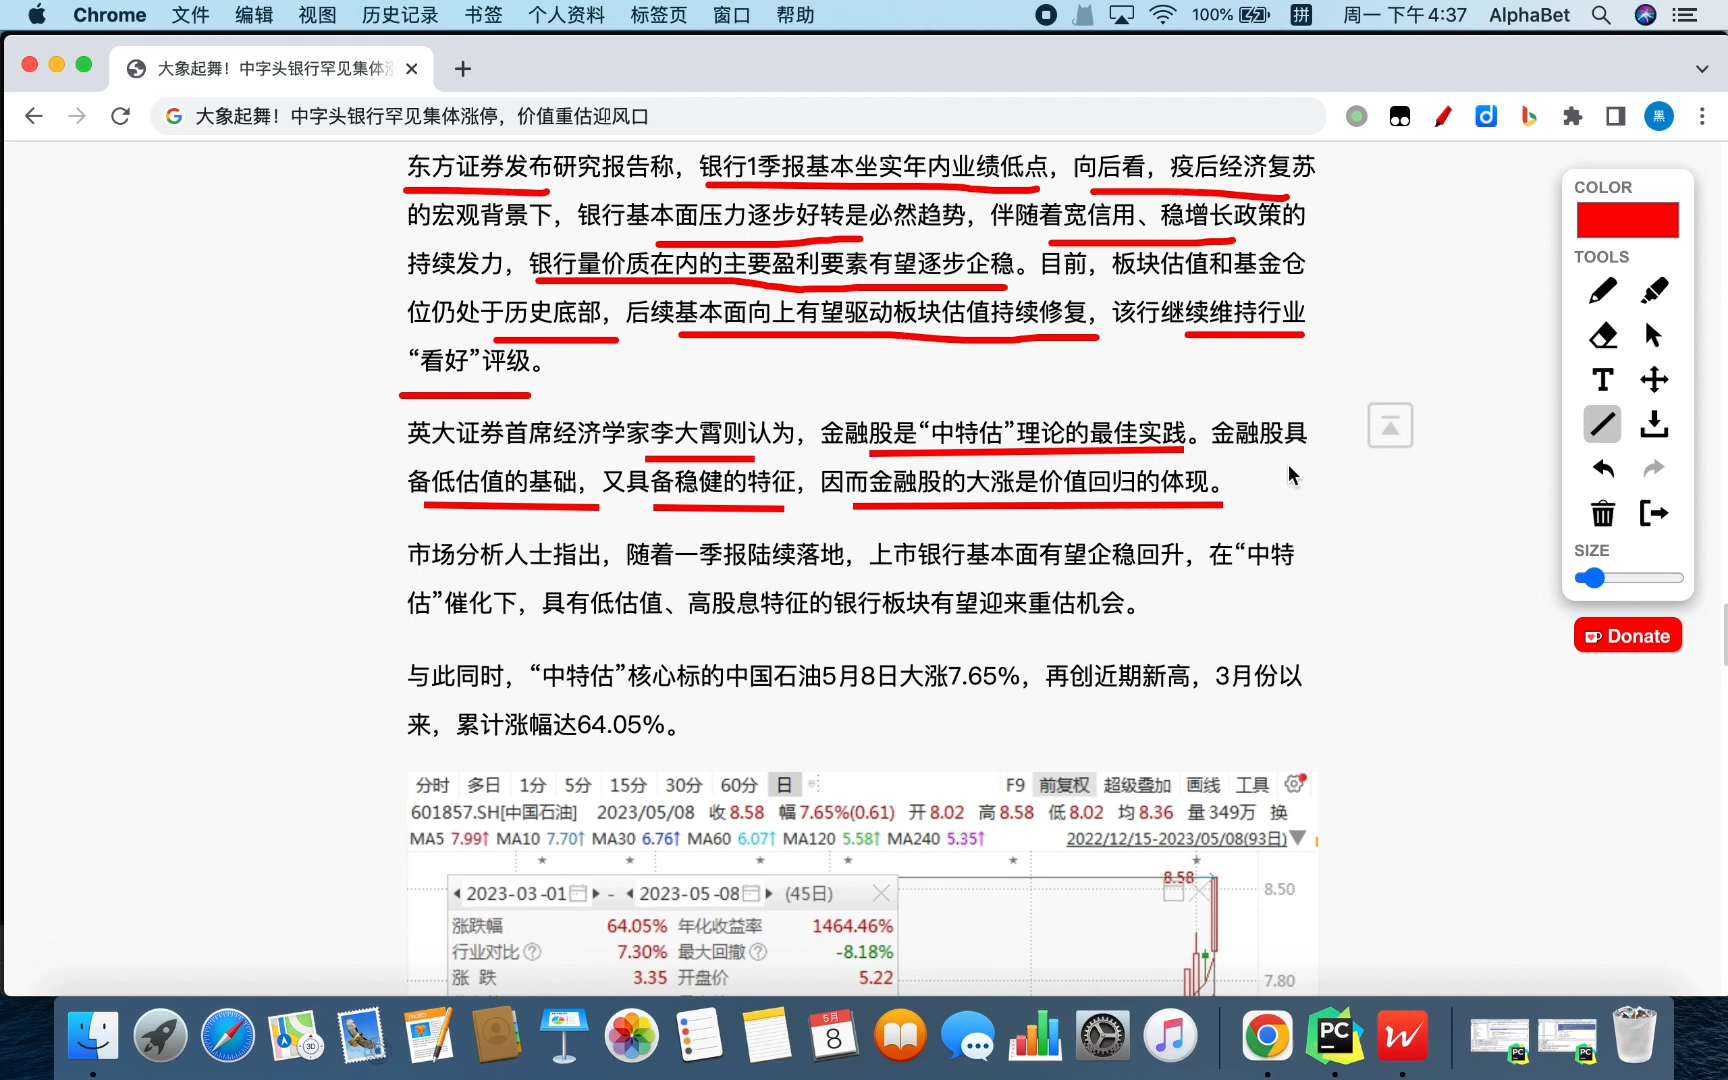 Chrome 文件 编辑 视图 历史记录 书签 个人资料 标签页 窗口 帮助 100% 拼 周一 下午4:37 AlphaBet
大象起舞！中字头银行罕见集体
大象起舞！中字头银行罕见集体涨停，价值重估迎风口
黑
东方证券发布研究报告称，银行1季报基本坐实年内业绩低点，向后看，疫后经济复苏
的宏观背景下，银行基本面压力逐步好转是必然趋势，伴随着宽信用、稳增长政策的
持续发力，银行量价质在内的主要盈利要素有望逐步企稳。目前，板块估值和基金仓
位仍处于历史底部，后续基本面向上有望驱动板块估值持续修复，该行继续维持行业
“看好”评级。
英大证券首席经济学家李大霄则认为，金融股是“中特估”理论的最佳实践。金融股具
备低估值的基础，又具备稳健的特征，因而金融股的大涨是价值回归的体现。
市场分析人士指出，随着一季报陆续落地，上市银行基本面有望企稳回升，在“中特
估”催化下，具有低估值、高股息特征的银行板块有望迎来重估机会。
与此同时，“中特估”核心标的中国石油5月8日大涨7.65%，再创近期新高，3月份以
来，累计涨幅达64.05%。
分时 多日 1分 5分 15分 30分 60分 日 F9 前复权 超级叠加 画线 工具
601857.SH[中国石油] 2023/05/08 收8.58 幅7.65%(0.61) 开8.02 高8.58 低8.02 均8.36 量349万 换
MA5 7.99↑ MA10 7.70↑ MA30 6.76↑ MA60 6.07↑ MA120 5.58↑ MA240 5.35↑ 2022/12/15-2023/05/08(93日)
8.58
8.50
2023-03-01 - 2023-05-08 (45日)
涨跌幅 64.05% 年化收益率 1464.46%
行业对比 7.30% 最大回撤 -8.18%
涨 跌 3.35 开盘价 5.22
7.80
COLOR
TOOLS
T
SIZE
Donate
3D
PAGES
5月
8
PC
PC
PC